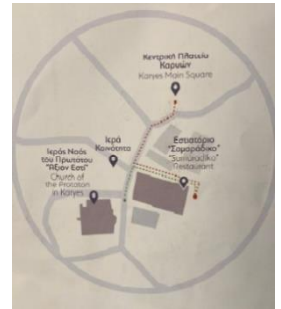 Κεντρική Πλατεία
Καρυών
Karyes Main Square
Ιερά
Κοινότητα
Εστιατόριο
"Σαμαράδικο"
"Samaradiko"
Restaurant
Ιερός Ναός
του Πρωτάτου
"Άξιον Εστί"
Church of
the Protaton
in Karyes